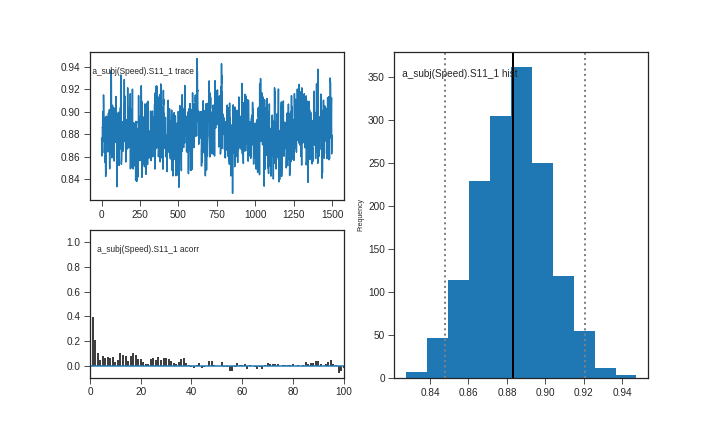 a_subj(Speed).S11_1 trace
0.94
0.92
0.90
0.88
0.86
0.84
0 250 500 750 1000 1250 1500
a_subj(Speed).S11_1 acorr
1.0
0.8
0.6
0.4
0.2
0.0
0 20 40 60 80 100
a_subj(Speed).S11_1 hist
Frequency
350
300
250
200
150
100
50
0
0.84 0.86 0.88 0.90 0.92 0.94